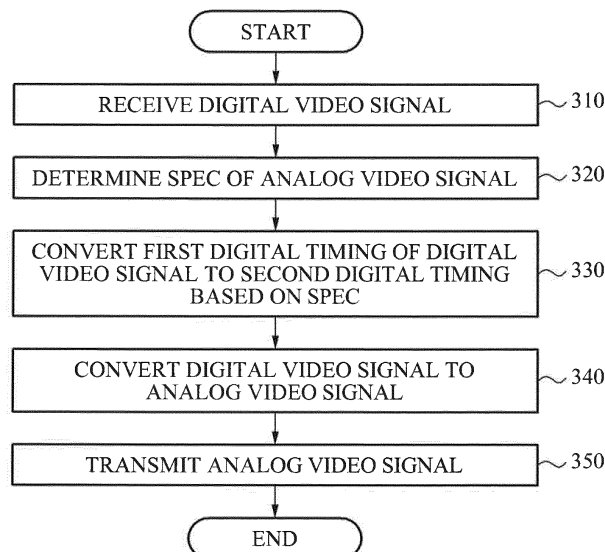 START
RECEIVE DIGITAL VIDEO SIGNAL
310
DETERMINE SPEC OF ANALOG VIDEO SIGNAL
320
CONVERT FIRST DIGITAL TIMING OF DIGITAL
VIDEO SIGNAL TO SECOND DIGITAL TIMING
BASED ON SPEC
330
CONVERT DIGITAL VIDEO SIGNAL TO
ANALOG VIDEO SIGNAL
340
TRANSMIT ANALOG VIDEO SIGNAL
350
END